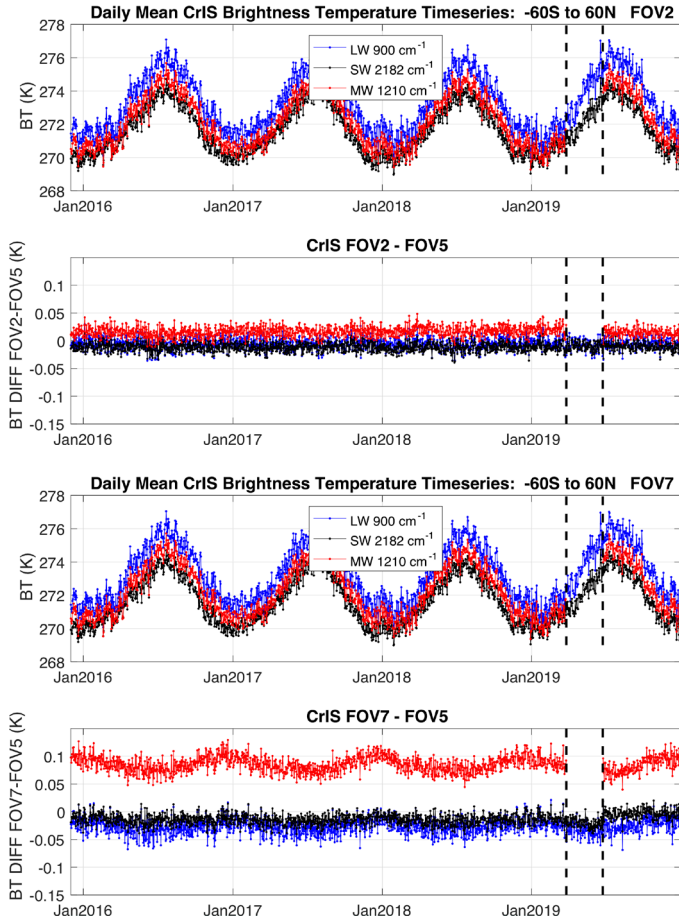 Daily Mean CrIS Brightness Temperature Timeseries:  -60S to 60N   FOV2
278
276
274
272
270
268
BT (K)
LW 900 cm⁻¹
SW 2182 cm⁻¹
MW 1210 cm⁻¹
Jan2016 Jan2017 Jan2018 Jan2019
CrIS FOV2 - FOV5
BT DIFF FOV2-FOV5 (K)
0.1
0.05
0
-0.05
-0.1
-0.15
Jan2016 Jan2017 Jan2018 Jan2019
Daily Mean CrIS Brightness Temperature Timeseries:  -60S to 60N   FOV7
278
276
274
272
270
268
BT (K)
LW 900 cm⁻¹
SW 2182 cm⁻¹
MW 1210 cm⁻¹
Jan2016 Jan2017 Jan2018 Jan2019
CrIS FOV7 - FOV5
BT DIFF FOV7-FOV5 (K)
0.1
0.05
0
-0.05
-0.1
-0.15
Jan2016 Jan2017 Jan2018 Jan2019